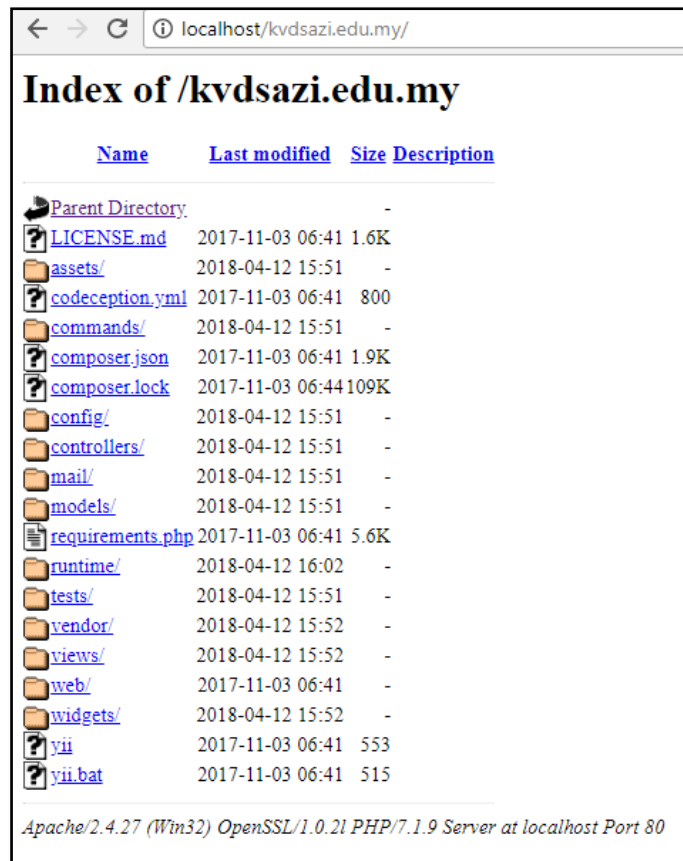 localhost/kvdsazi.edu.my/
Index of /kvdsazi.edu.my
Name Last modified Size Description
Parent Directory -
LICENSE.md 2017-11-03 06:41 1.6K
assets/ 2018-04-12 15:51 -
codeception.yml 2017-11-03 06:41 800
commands/ 2018-04-12 15:51 -
composer.json 2017-11-03 06:41 1.9K
composer.lock 2017-11-03 06:44 109K
config/ 2018-04-12 15:51 -
controllers/ 2018-04-12 15:51 -
mail/ 2018-04-12 15:51 -
models/ 2018-04-12 15:51 -
requirements.php 2017-11-03 06:41 5.6K
runtime/ 2018-04-12 16:02 -
tests/ 2018-04-12 15:51 -
vendor/ 2018-04-12 15:52 -
views/ 2018-04-12 15:52 -
web/ 2017-11-03 06:41 -
widgets/ 2018-04-12 15:52 -
yii 2017-11-03 06:41 553
yii.bat 2017-11-03 06:41 515
Apache/2.4.27 (Win32) OpenSSL/1.0.2l PHP/7.1.9 Server at localhost Port 80